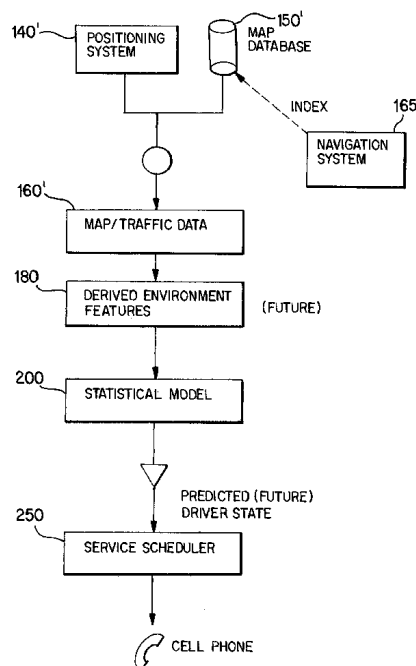 140'
POSITIONING
SYSTEM
150'
MAP
DATABASE
INDEX
165
NAVIGATION
SYSTEM
160'
MAP/TRAFFIC DATA
180
DERIVED ENVIRONMENT
FEATURES
(FUTURE)
200
STATISTICAL MODEL
PREDICTED (FUTURE)
DRIVER STATE
250
SERVICE SCHEDULER
CELL PHONE